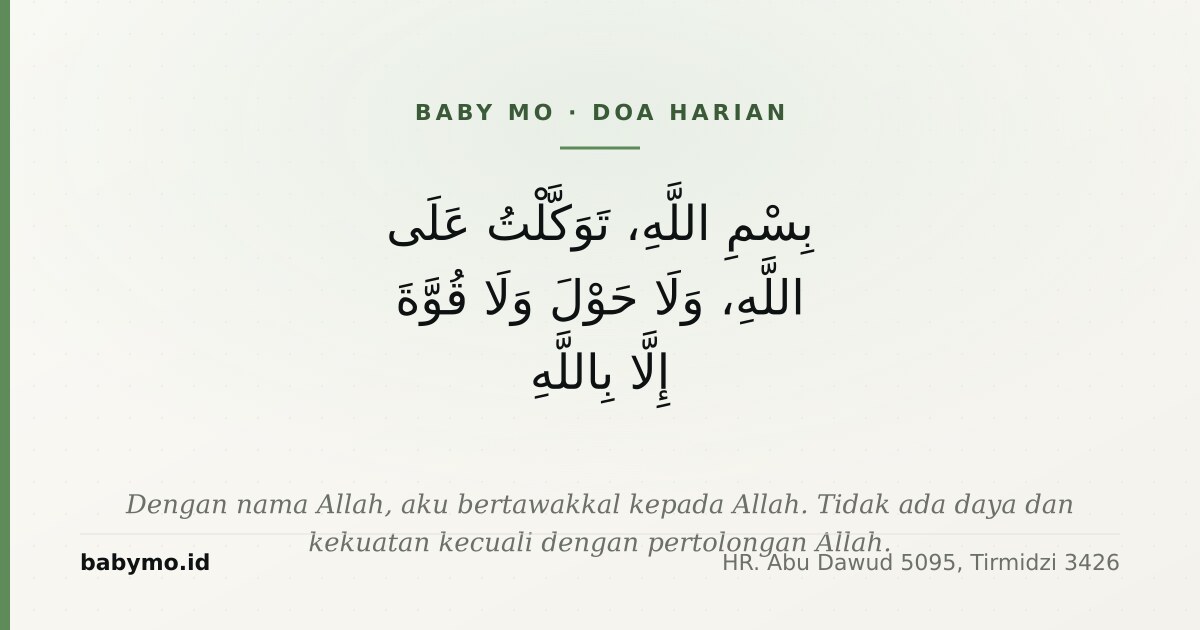 BABY MO · DOA HARIAN
بِسْمِ اللَّهِ، تَوَكَّلْتُ عَلَى
اللَّهِ، وَلَا حَوْلَ وَلَا قُوَّةَ
إِلَّا بِاللَّهِ
Dengan nama Allah, aku bertawakkal kepada Allah. Tidak ada daya dan
kekuatan kecuali dengan pertolongan Allah.
babymo.id
HR. Abu Dawud 5095, Tirmidzi 3426